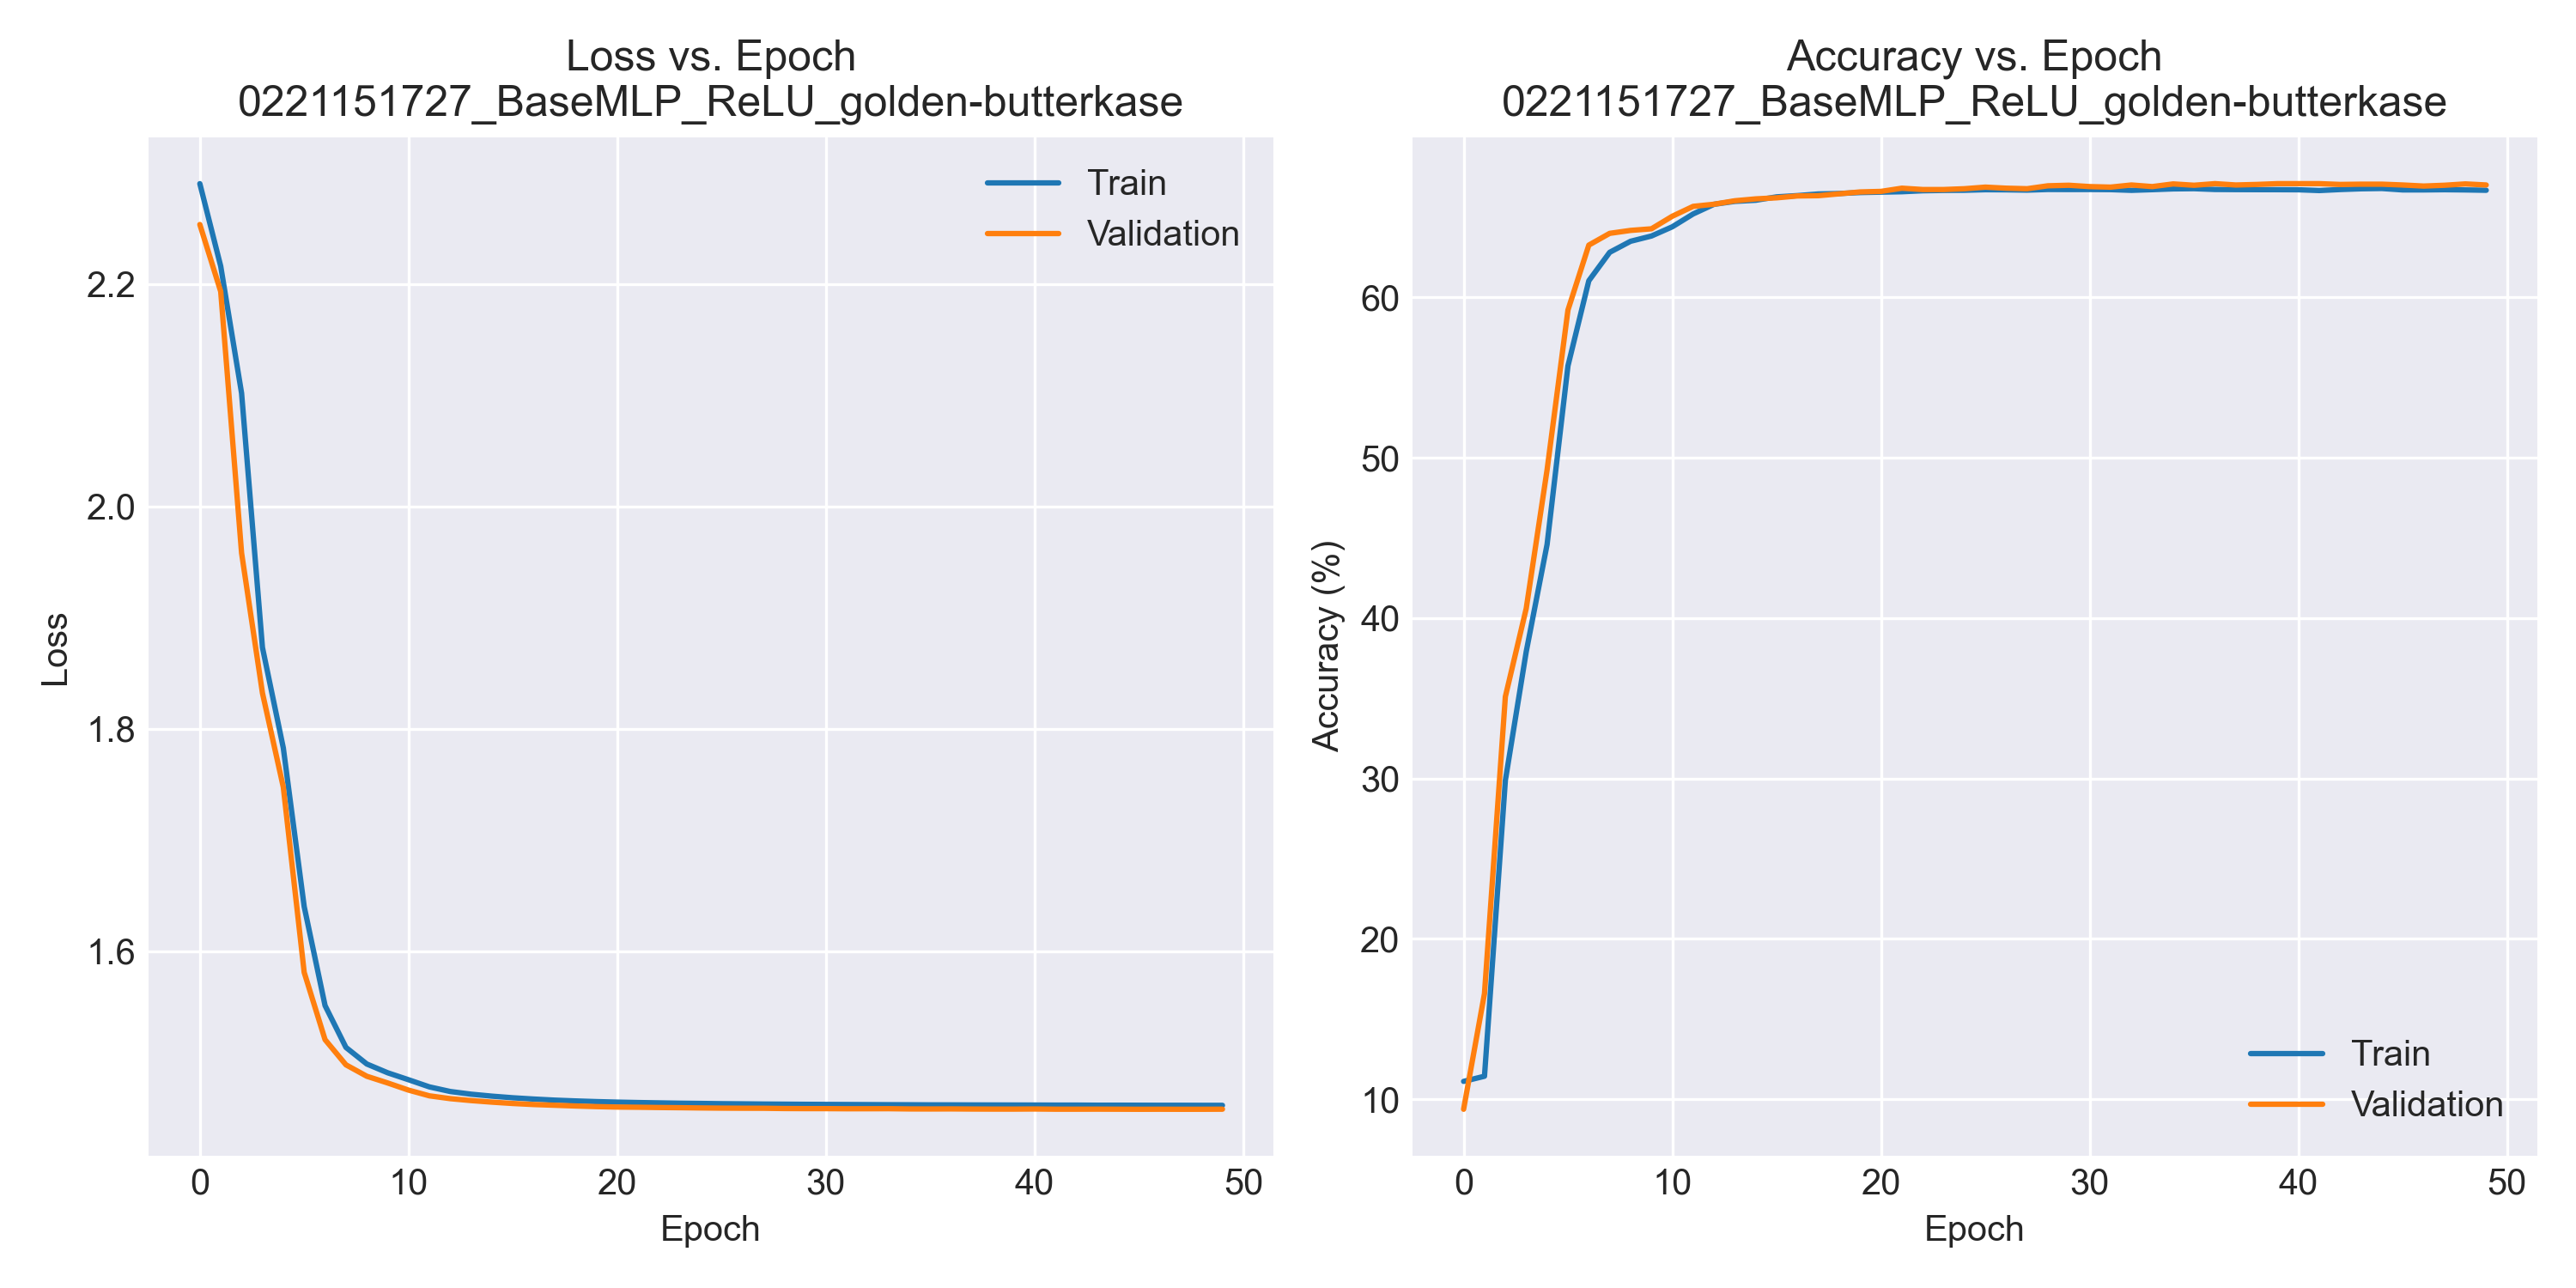 Loss vs. Epoch
0221151727_BaseMLP_ReLU_golden-butterkase
Train
Validation
2.2
2.0
1.8
1.6
Loss
0 10 20 30 40 50
Epoch
Accuracy vs. Epoch
0221151727_BaseMLP_ReLU_golden-butterkase
60
50
40
30
20
10
Accuracy (%)
Train
Validation
0 10 20 30 40 50
Epoch